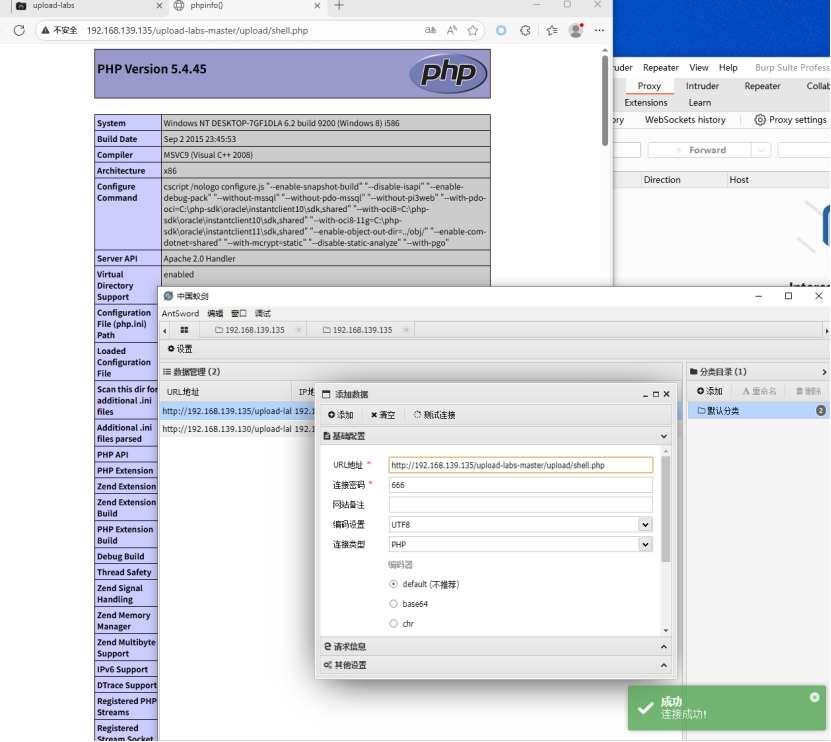 upload-labs
phpinfo()
不安全 192.168.139.135/upload-labs-master/upload/shell.php
PHP Version 5.4.45
php
System Windows NT DESKTOP-7GF1DLA 6.2 build 9200 (Windows 8) i586
Build Date Sep 2 2015 23:45:53
Compiler MSVC9 (Visual C++ 2008)
Architecture x86
Configure Command cscript /nologo configure.js "--enable-snapshot-build" "--disable-isapi" "--enable-
debug-pack" "--without-mssql" "--without-pdo-mssql" "--without-pi3web" "--with-pdo-
oci=C:\php-sdk\oracle\instantclient10\sdk,shared" "--with-oci8=C:\php-
sdk\oracle\instantclient10\sdk,shared" "--with-oci8-11g=C:\php-
sdk\oracle\instantclient11\sdk,shared" "--enable-object-out-dir=../obj/" "--enable-com-
dotnet=shared" "--with-mcrypt=static" "--disable-static-analyze" "--with-pgo"
Server API Apache 2.0 Handler
Virtual Directory Support enabled
Configuration
File (php.ini)
Path
Loaded
Configuration
File
Scan this dir for
additional .ini
files
Additional .ini
files parsed
PHP API
PHP Extension
Zend Extension
Zend Extension
Build
PHP Extension
Build
Debug Build
Thread Safety
Zend Signal
Handling
Zend Memory
Manager
Zend Multibyte
Support
IPv6 Support
DTrace Support
Registered PHP
Streams
Registered
Stream Socket
uder Repeater View Help Burp Suite Profess
Proxy Intruder Repeater Collab
Extensions Learn
ory WebSockets history Proxy settings
Forward
Direction Host
中国蚁剑
AntSword 编辑 窗口 调试
192.168.139.135 192.168.139.135
设置
数据管理 (2)
URL地址 IP地
http://192.168.139.135/upload-lal 192.1
http://192.168.139.130/upload-lal 192.1
分类目录 (1)
添加 重命名 删除
默认分类 2
添加数据
添加 清空 测试连接
基础配置
URL地址 * http://192.168.139.135/upload-labs-master/upload/shell.php
连接密码 * 666
网站备注
编码设置 UTF8
连接类型 PHP
编码器
default (不推荐)
base64
chr
请求信息
其他设置
成功
连接成功!